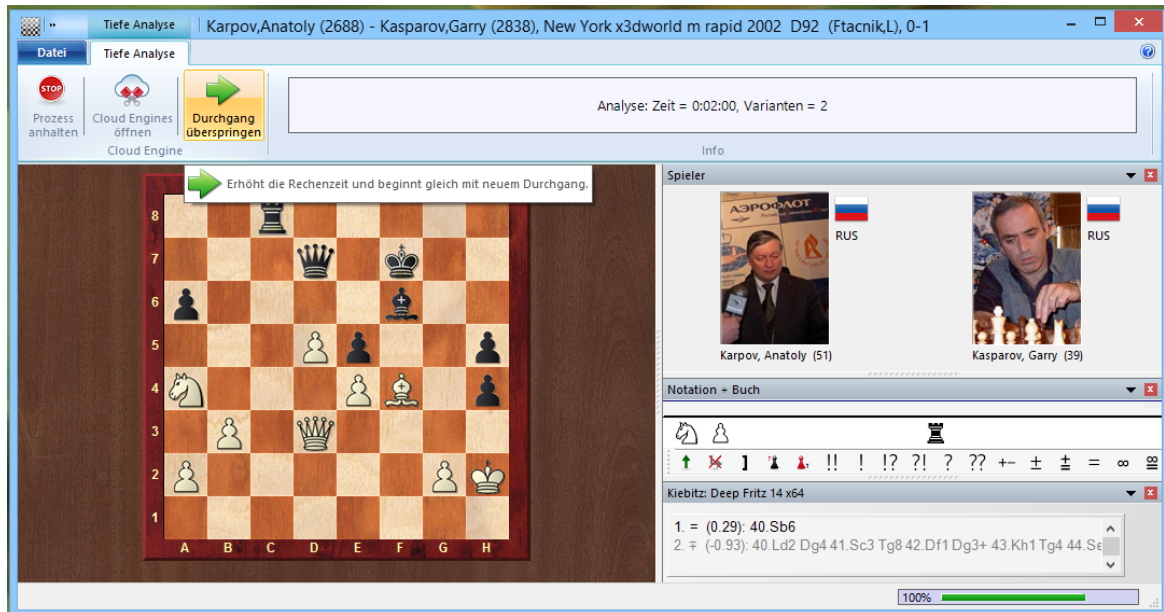 Tiefe Analyse
Karpov,Anatoly (2688) - Kasparov,Garry (2838), New York x3dworld m rapid 2002 D92 (Ftacnik,L), 0-1
Datei
Tiefe Analyse
STOP
Prozess
anhalten
Cloud Engines
öffnen
Durchgang
überspringen
Cloud Engine
Analyse: Zeit = 0:02:00, Varianten = 2
Info
Erhöht die Rechenzeit und beginnt gleich mit neuem Durchgang.
8
7
6
5
4
3
2
1
A B C D E F G H
Spieler
АЭРОФЛОТ
RUS
Karpov, Anatoly (51)
RUS
Kasparov, Garry (39)
Notation + Buch
] !! ! !? ?! ? ?? +- ± ⩲ = ∞
Kiebitz: Deep Fritz 14 x64
1. = (0.29): 40.Sb6
2. ∓ (-0.93): 40.Ld2 Dg4 41.Sc3 Tg8 42.Df1 Dg3+ 43.Kh1 Tg4 44.Se
100%